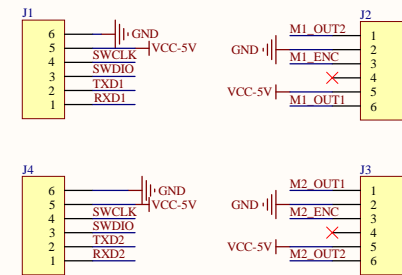 J1
6 GND
5 VCC-5V
4 SWCLK
3 SWDIO
2 TXD1
1 RXD1
J2
M1_OUT2 1
GND 2
M1_ENC 3
4
VCC-5V 5
M1_OUT1 6
J4
6 GND
5 VCC-5V
4 SWCLK
3 SWDIO
2 TXD2
1 RXD2
J3
M2_OUT1 1
GND 2
M2_ENC 3
4
VCC-5V 5
M2_OUT2 6